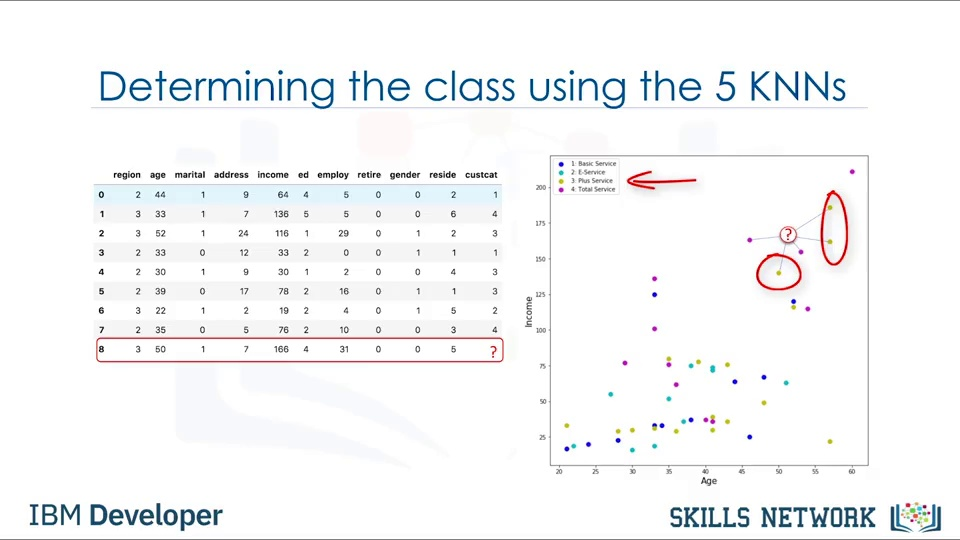 Determining the class using the 5 KNNs
region age marital address income ed employ retire gender reside custcat
0 2 44 1 9 64 4 5 0 0 2 1
1 3 33 1 7 136 5 5 0 0 6 4
2 3 52 1 24 116 1 29 0 1 2 3
3 2 33 0 12 33 2 0 0 1 1 1
4 2 30 1 9 30 1 2 0 0 4 3
5 2 39 0 17 78 2 16 0 1 1 3
6 3 22 1 2 19 2 4 0 1 5 2
7 2 35 0 5 76 2 10 0 0 3 4
8 3 50 1 7 166 4 31 0 0 5 ?
1: Basic Service
2: E-Service
3: Plus Service
4: Total Service
?
200
175
150
125
100
75
50
25
Income
20 25 30 35 40 45 50 55 60
Age
IBM Developer
SKILLS NETWORK